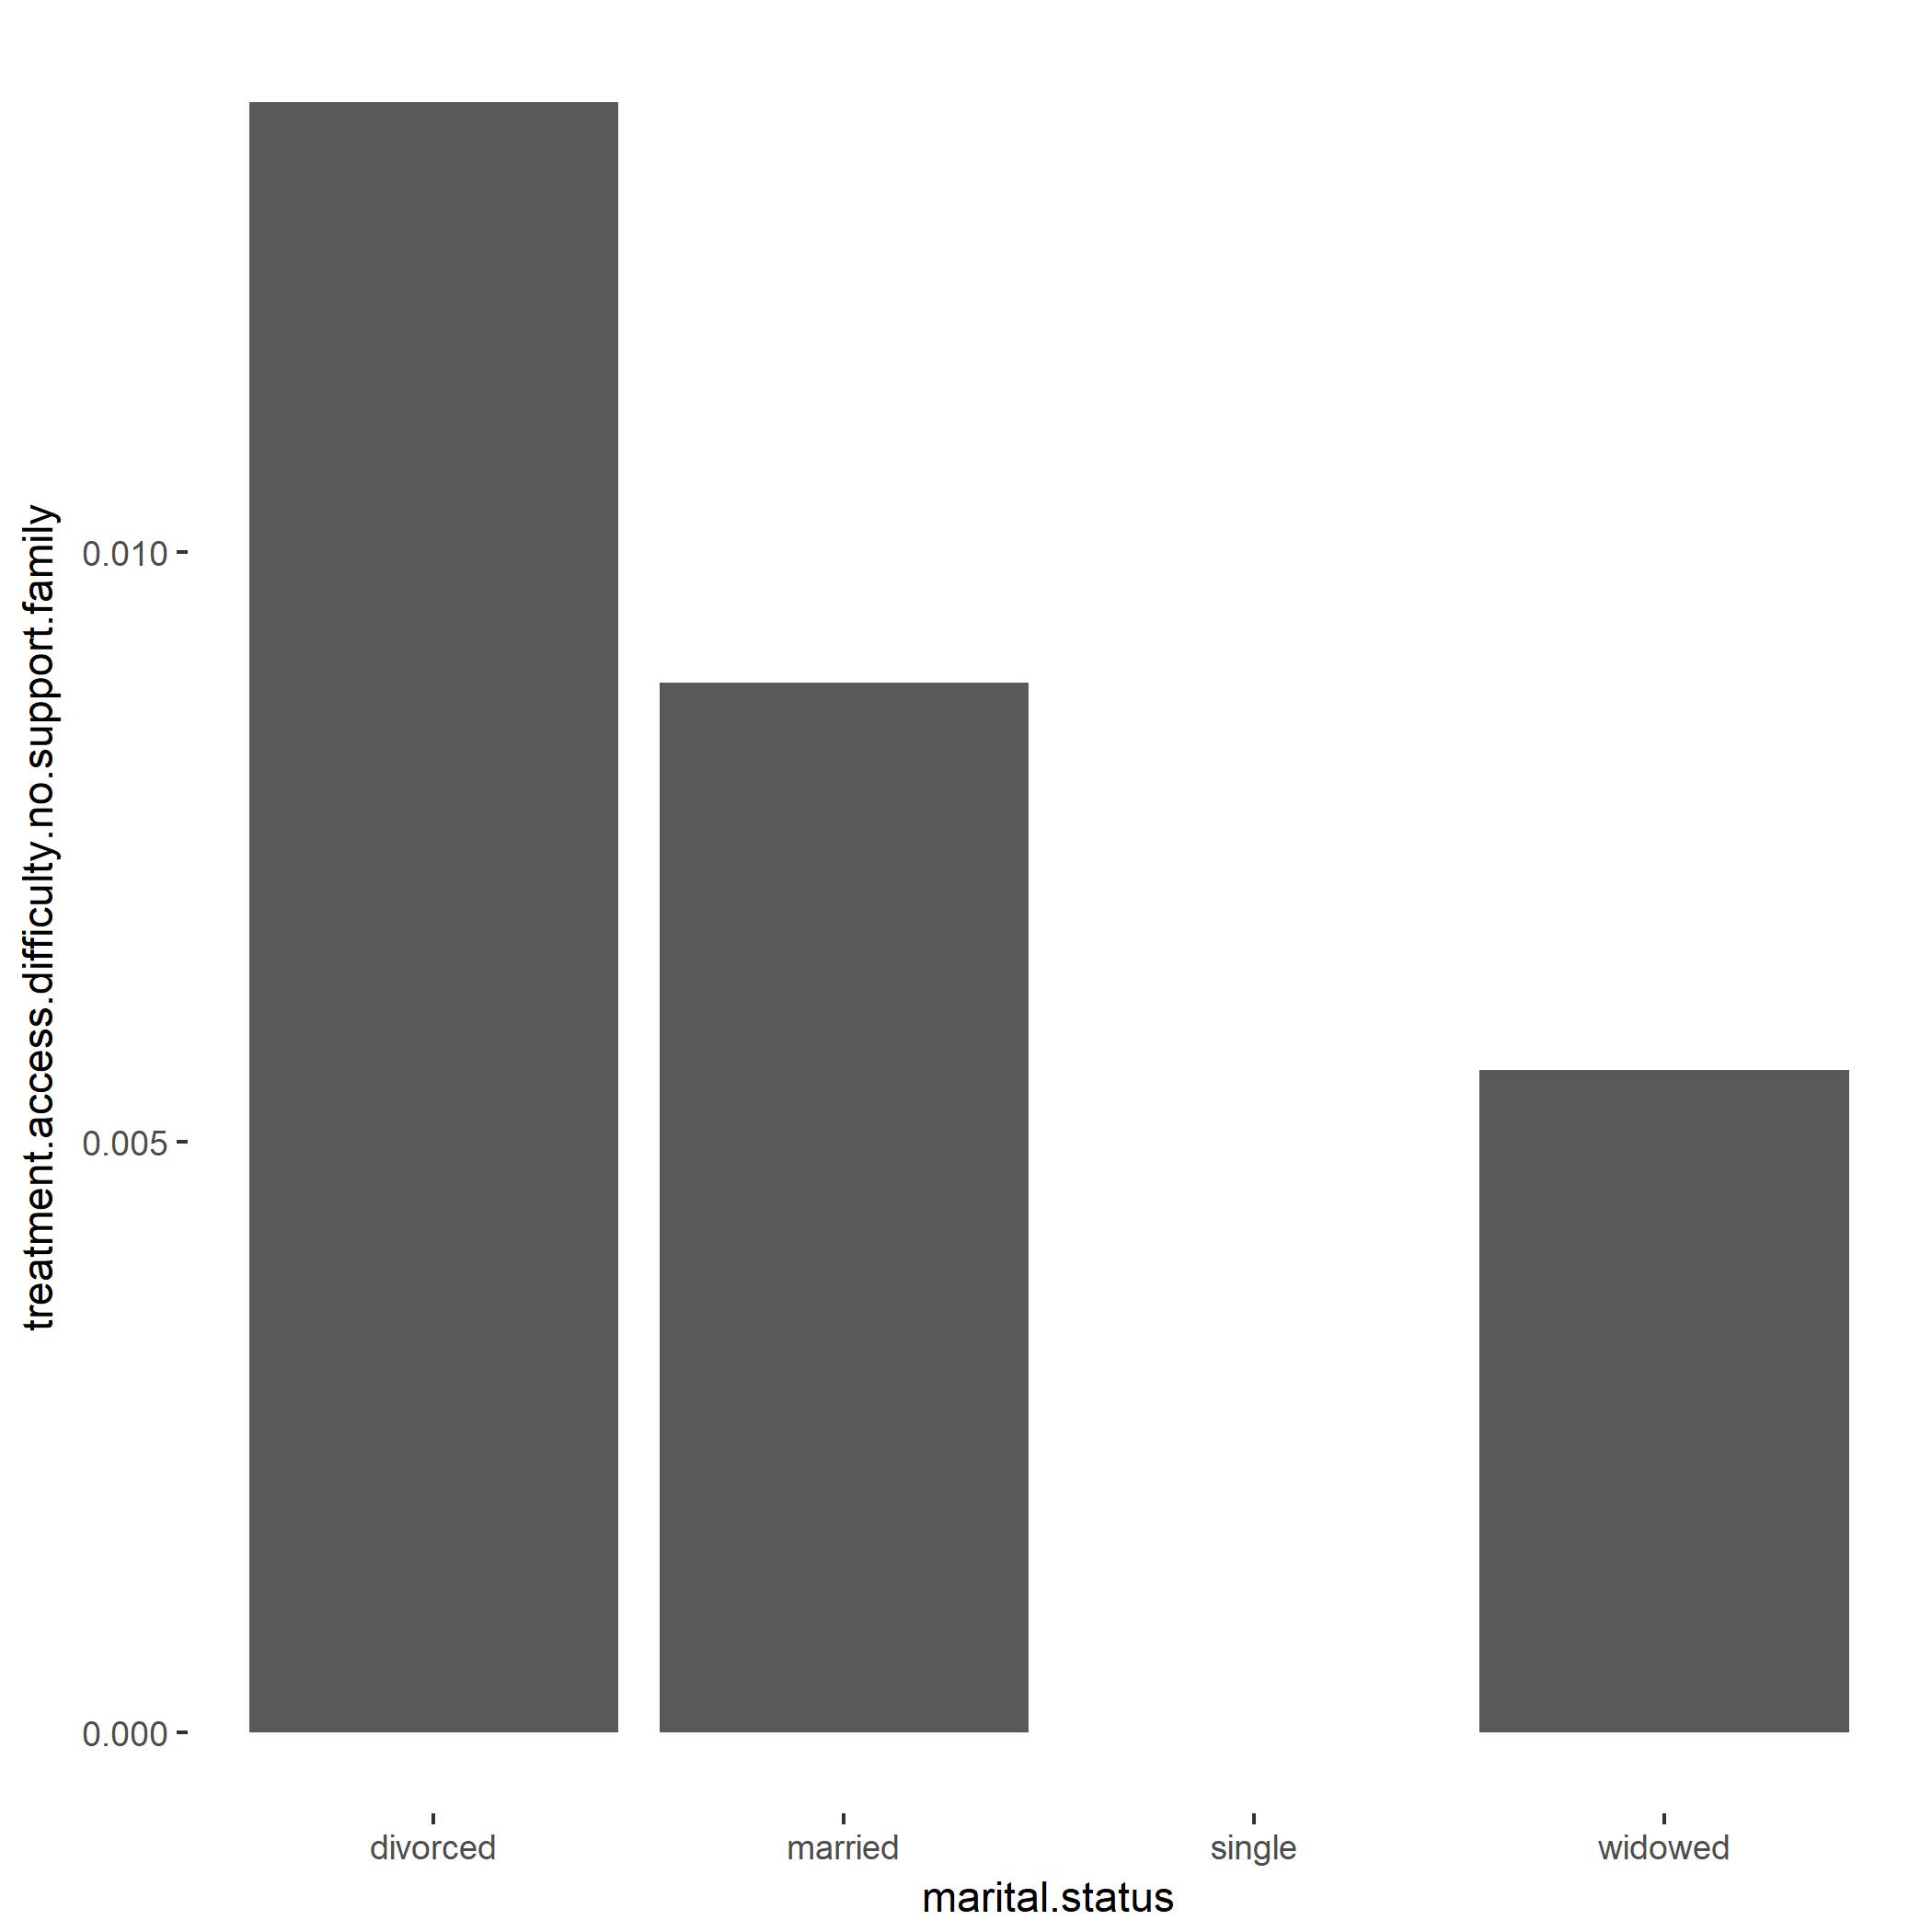 treatment.access.difficulty.no.support.family
0.010
0.005
0.000
divorced married single widowed
marital.status